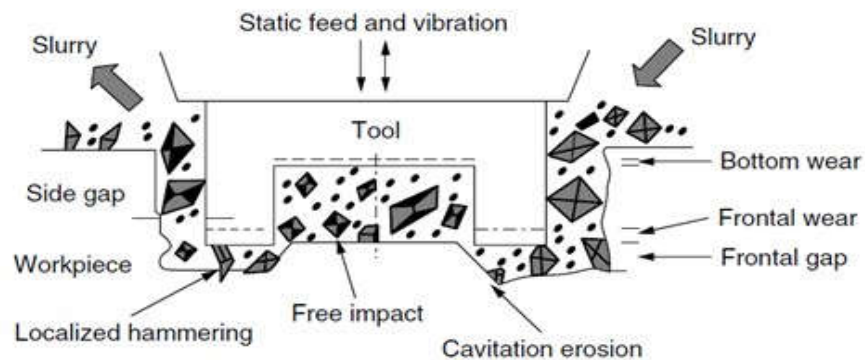 Static feed and vibration
Slurry
Slurry
Tool
Bottom wear
Side gap
Frontal wear
Workpiece
Frontal gap
Free impact
Localized hammering
Cavitation erosion